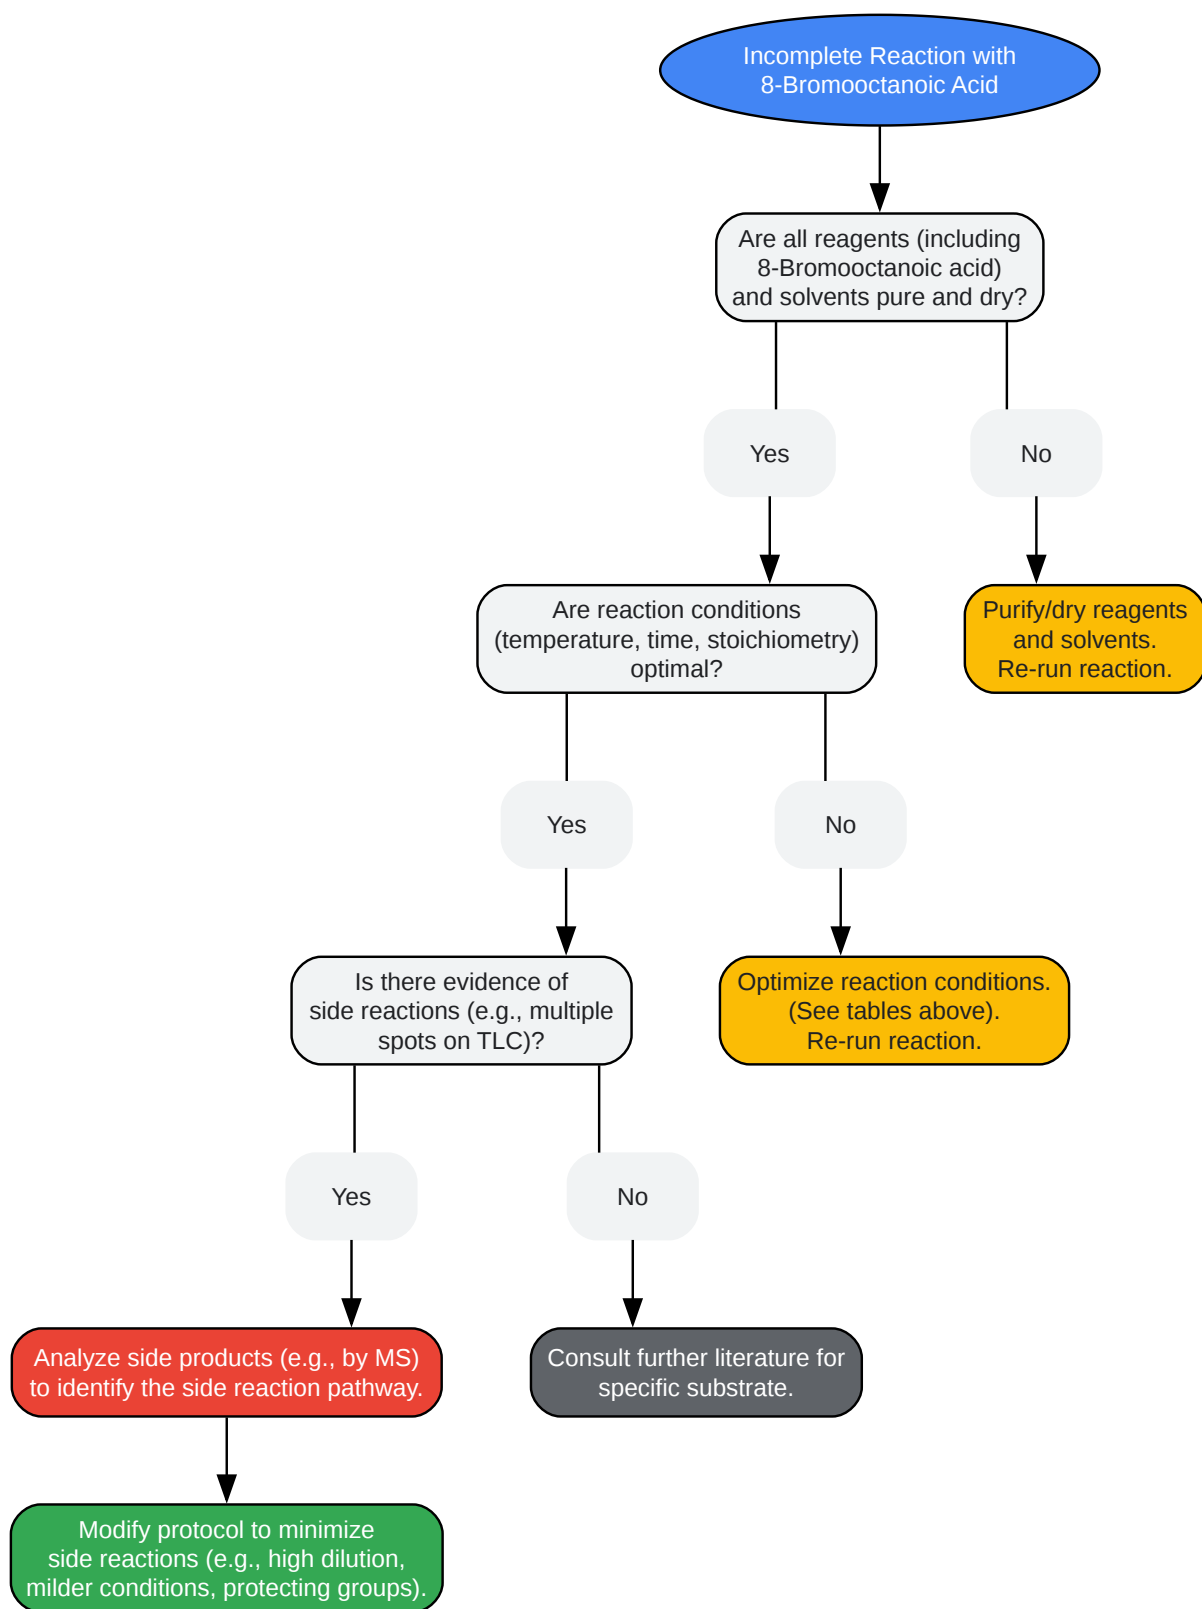 Incomplete Reaction with
8-Bromooctanoic Acid
Are all reagents (including
8-Bromooctanoic acid)
and solvents pure and dry?
Yes
No
Are reaction conditions
(temperature, time, stoichiometry)
optimal?
Purify/dry reagents
and solvents.
Re-run reaction.
Yes
No
Is there evidence of
side reactions (e.g., multiple
spots on TLC)?
Optimize reaction conditions.
(See tables above).
Re-run reaction.
Yes
No
Analyze side products (e.g., by MS)
to identify the side reaction pathway.
Consult further literature for
specific substrate.
Modify protocol to minimize
side reactions (e.g., high dilution,
milder conditions, protecting groups).